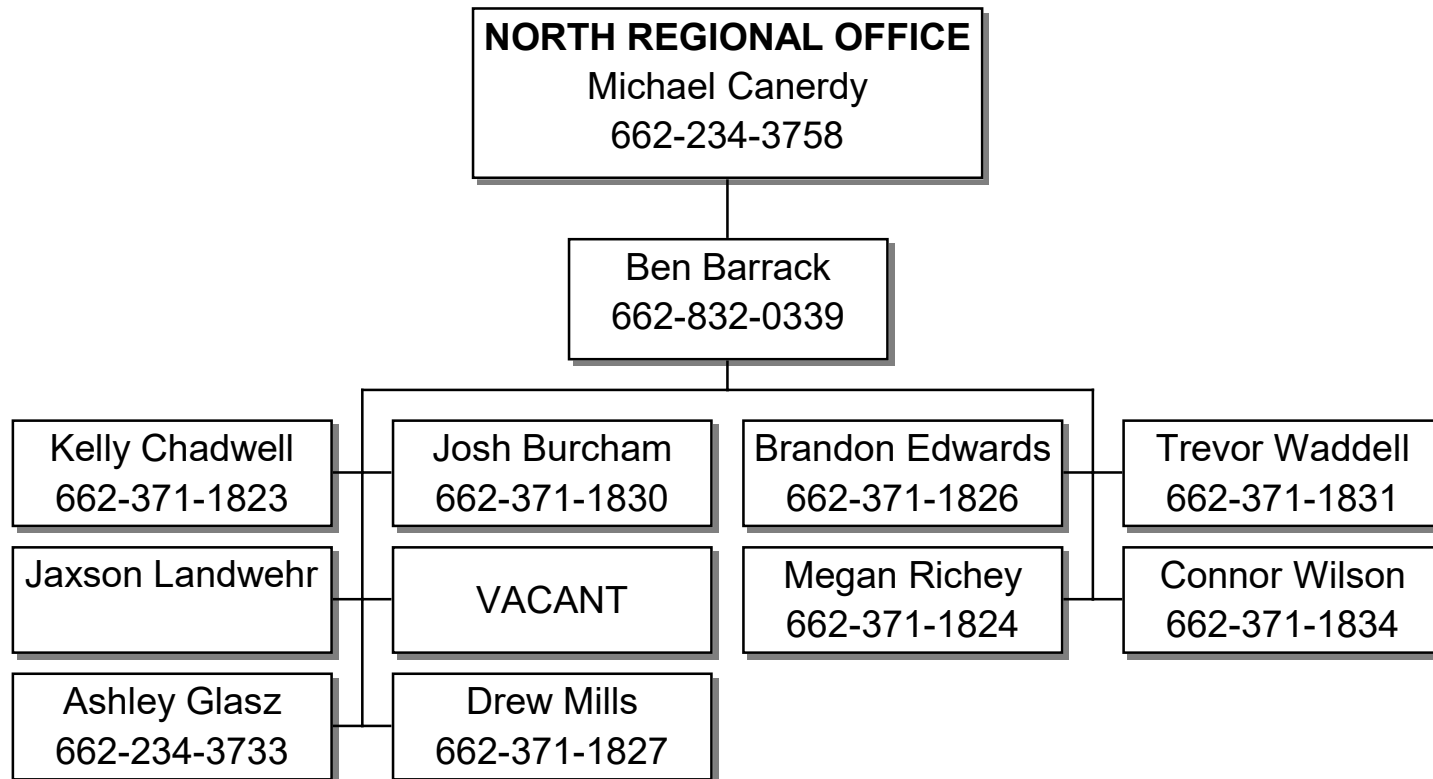 NORTH REGIONAL OFFICE
Michael Canerdy
662-234-3758
Ben Barrack
662-832-0339
Kelly Chadwell
662-371-1823
Josh Burcham
662-371-1830
Brandon Edwards
662-371-1826
Trevor Waddell
662-371-1831
Jaxson Landwehr
VACANT
Megan Richey
662-371-1824
Connor Wilson
662-371-1834
Ashley Glasz
662-234-3733
Drew Mills
662-371-1827